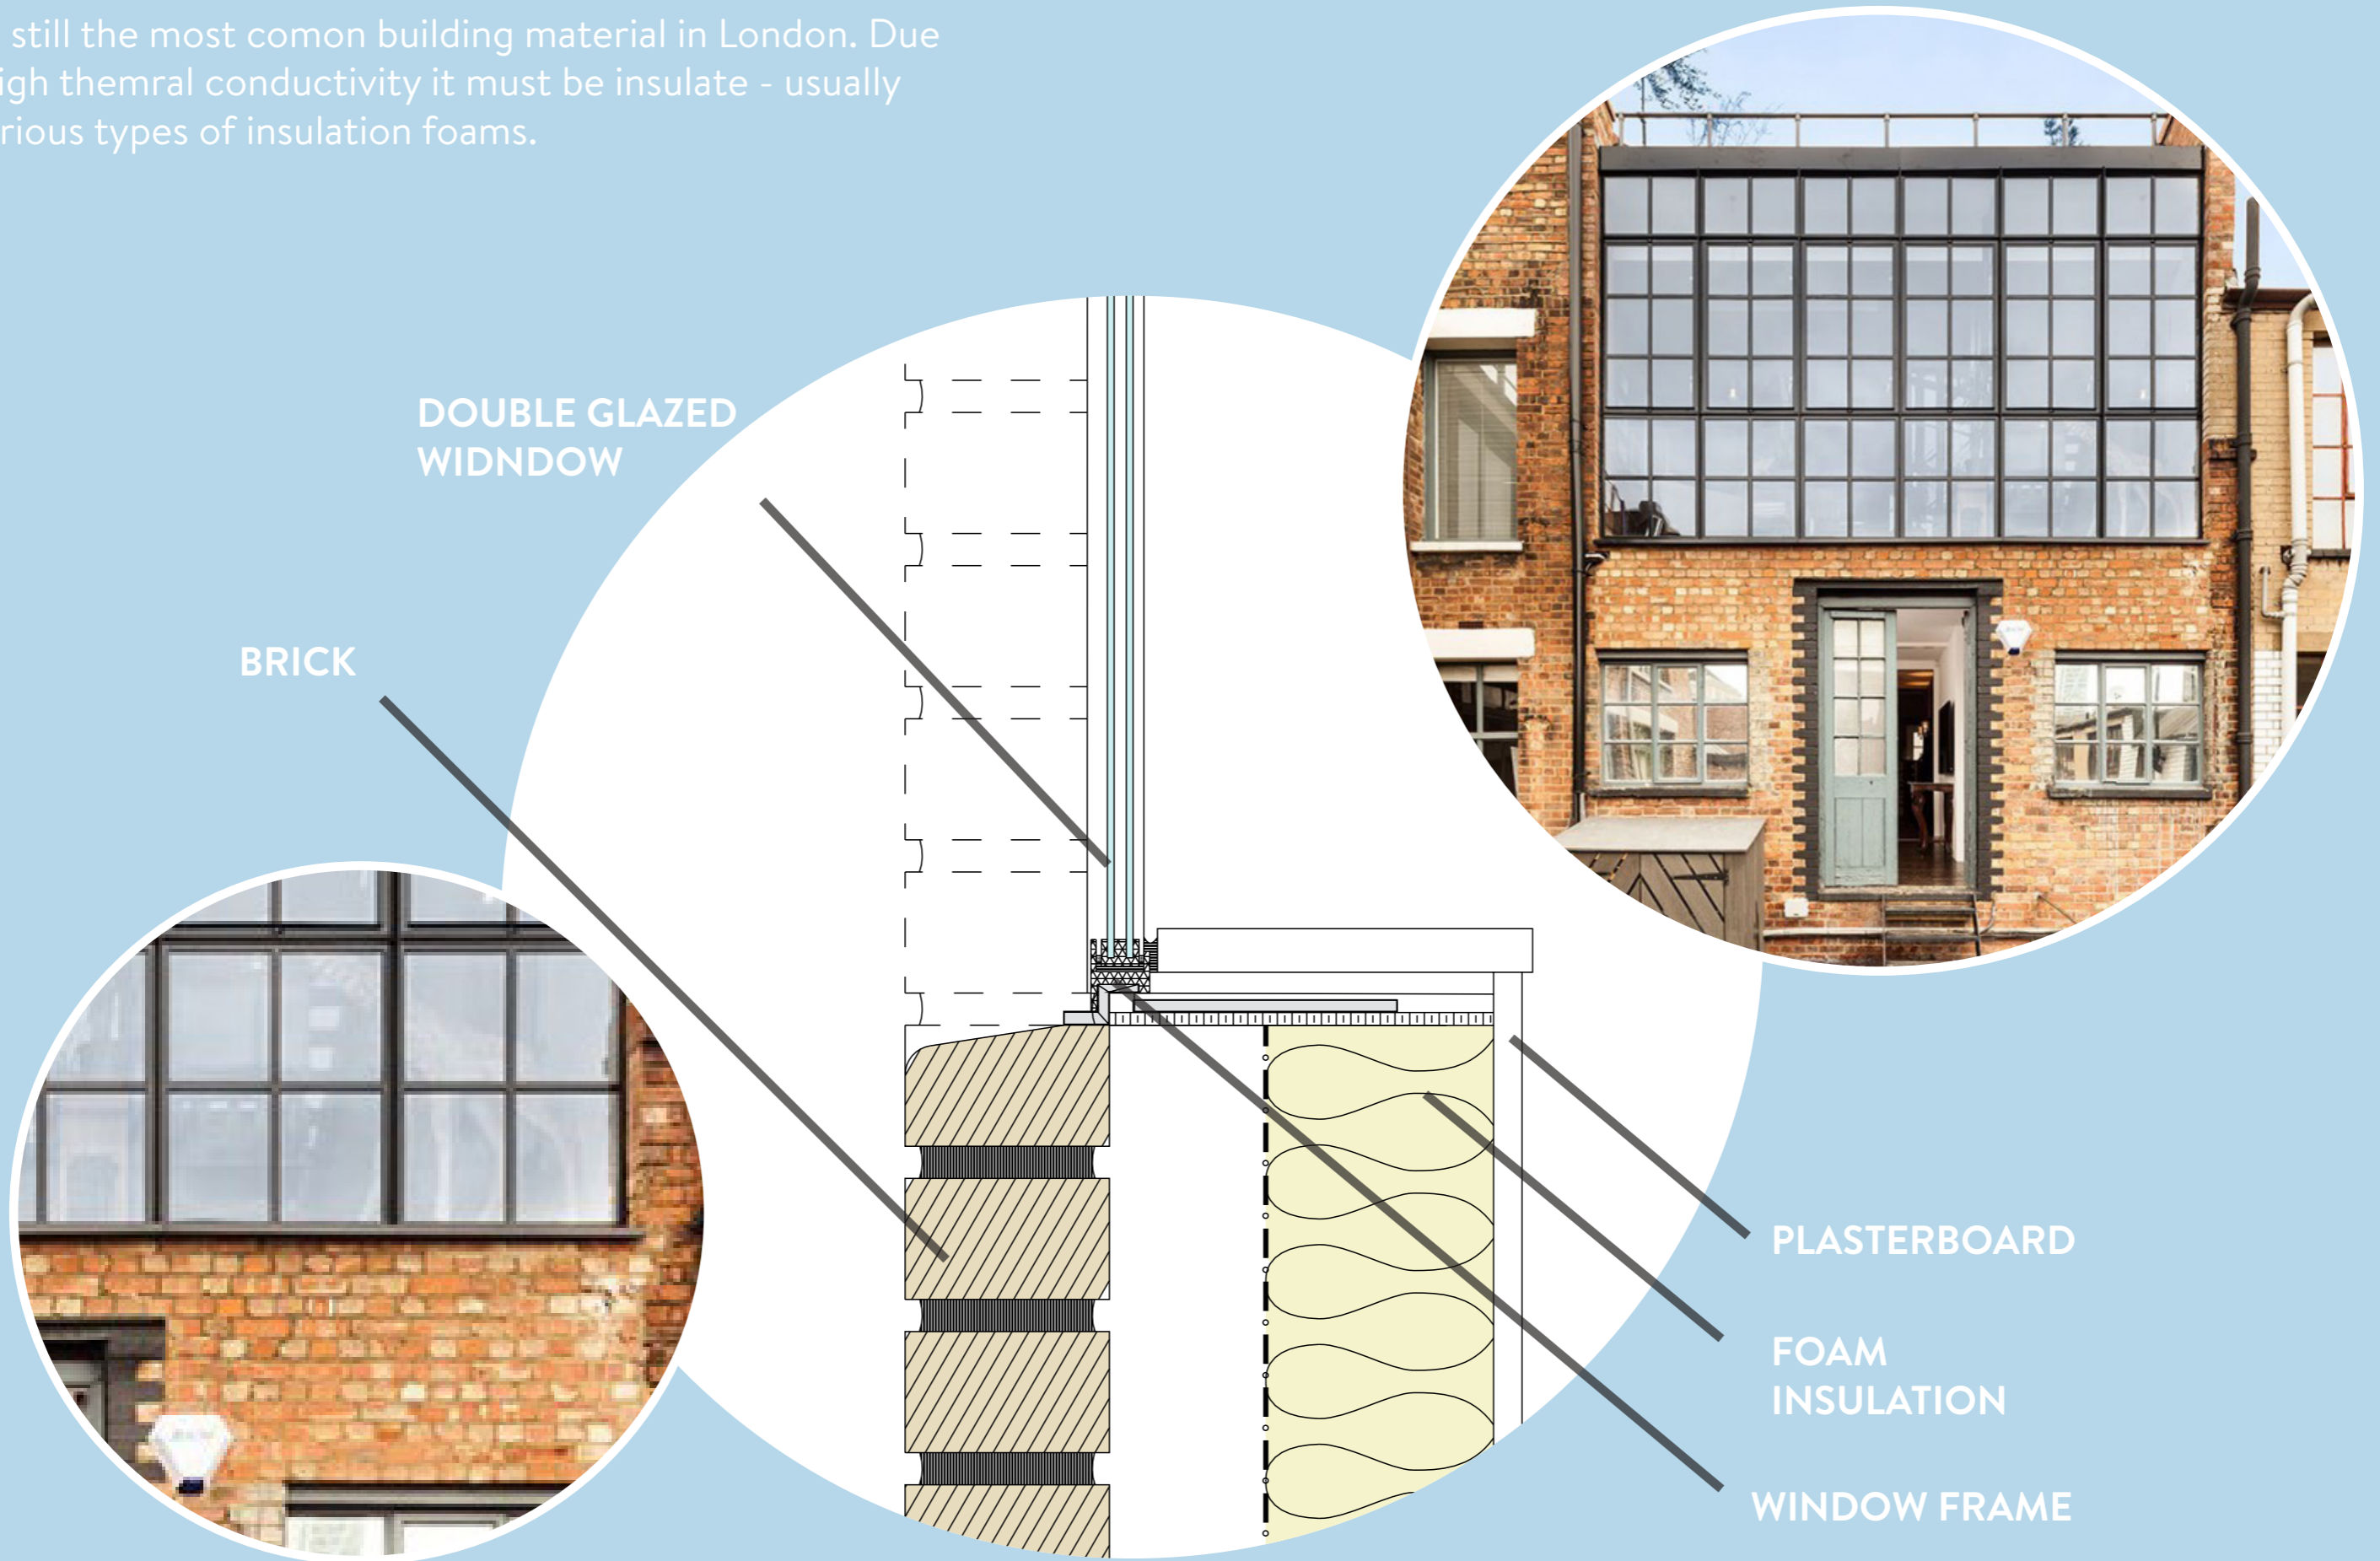 still the most comon building material in London. Due
igh themral conductivity it must be insulate - usually
rious types of insulation foams.
DOUBLE GLAZED
WIDNDOW
BRICK
PLASTERBOARD
FOAM
INSULATION
WINDOW FRAME